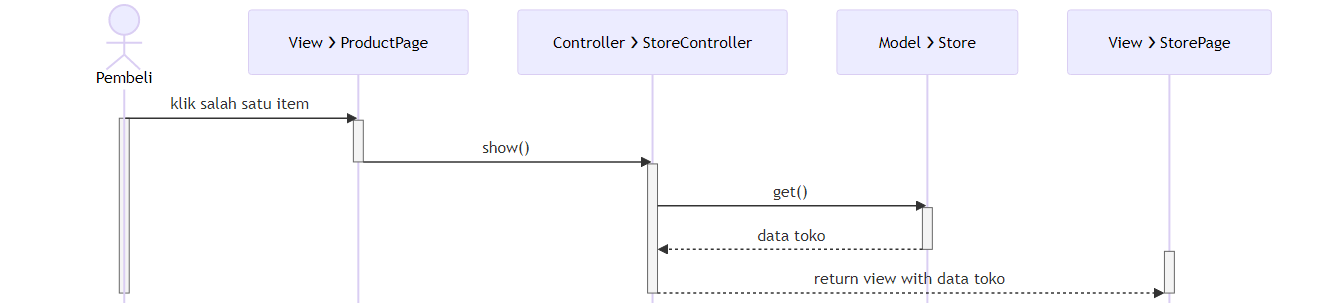 View > ProductPage
Controller > StoreController
Model > Store
View > StorePage
Pembeli
klik salah satu item
show()
get()
data toko
return view with data toko